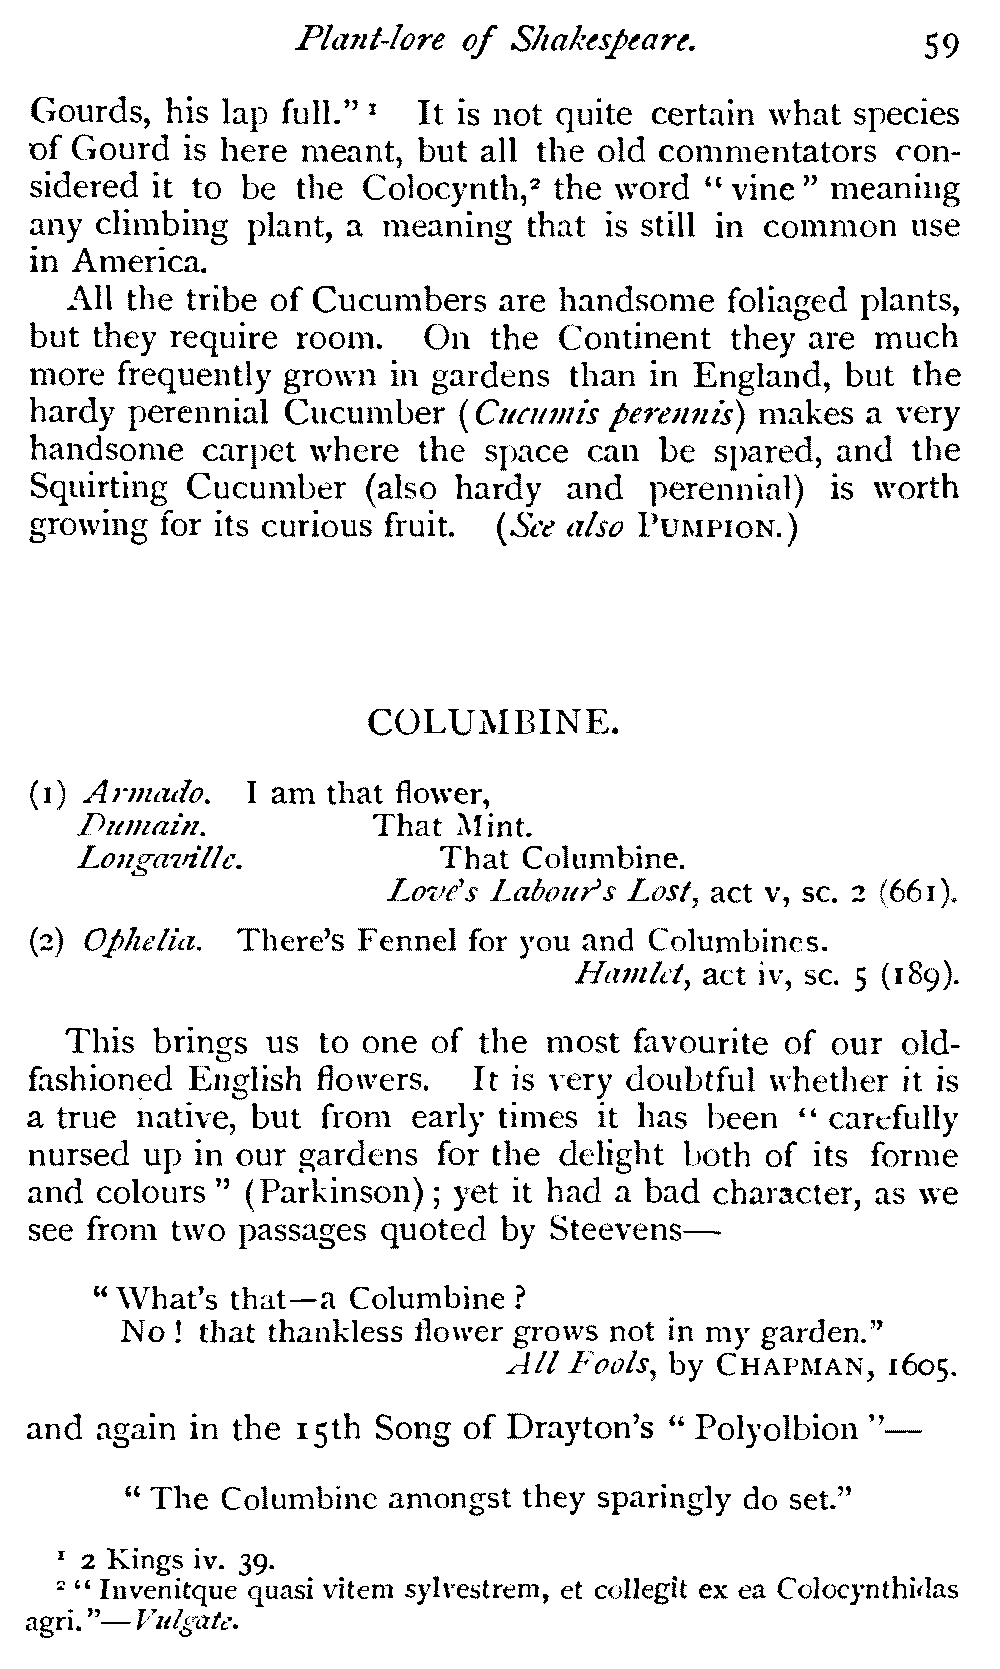 Plant-lore of Shakespeare. 59
Gourds, his lap full.” ¹ It is not quite certain what species
of Gourd is here meant, but all the old commentators con-
sidered it to be the Colocynth,² the word “vine” meaning
any climbing plant, a meaning that is still in common use
in America.
All the tribe of Cucumbers are handsome foliaged plants,
but they require room. On the Continent they are much
more frequently grown in gardens than in England, but the
hardy perennial Cucumber (Cucumis perennis) makes a very
handsome carpet where the space can be spared, and the
Squirting Cucumber (also hardy and perennial) is worth
growing for its curious fruit. (See also PUMPION.)
COLUMBINE.
(1) Armado. I am that flower,
Dumain. That Mint.
Longaville. That Columbine.
Love's Labour's Lost, act v, sc. 2 (661).
(2) Ophelia. There's Fennel for you and Columbines.
Hamlet, act iv, sc. 5 (189).
This brings us to one of the most favourite of our old-
fashioned English flowers. It is very doubtful whether it is
a true native, but from early times it has been “carefully
nursed up in our gardens for the delight both of its forme
and colours” (Parkinson); yet it had a bad character, as we
see from two passages quoted by Steevens—
“What's that—a Columbine?
No! that thankless flower grows not in my garden.”
All Fools, by CHAPMAN, 1605.
and again in the 15th Song of Drayton's “Polyolbion”—
“The Columbine amongst they sparingly do set.”
¹ 2 Kings iv. 39.
² “Invenitque quasi vitem sylvestrem, et collegit ex ea Colocynthidas
agri.”—Vulgate.